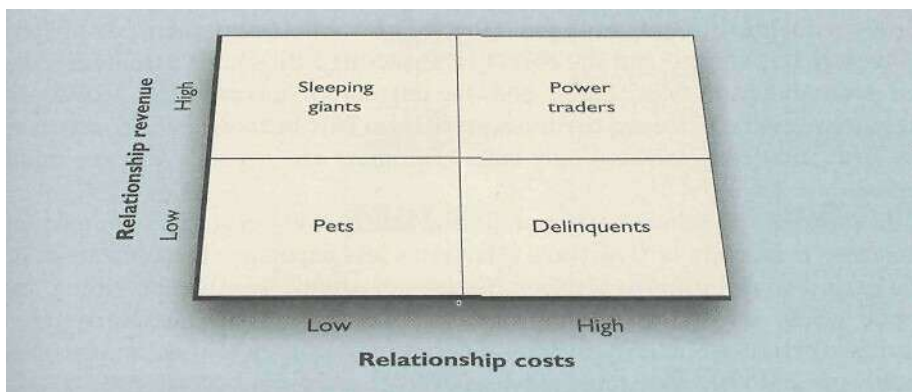 Relationship revenue
High
Low
Sleeping
giants
Power
traders
Pets
Delinquents
Low
High
Relationship costs